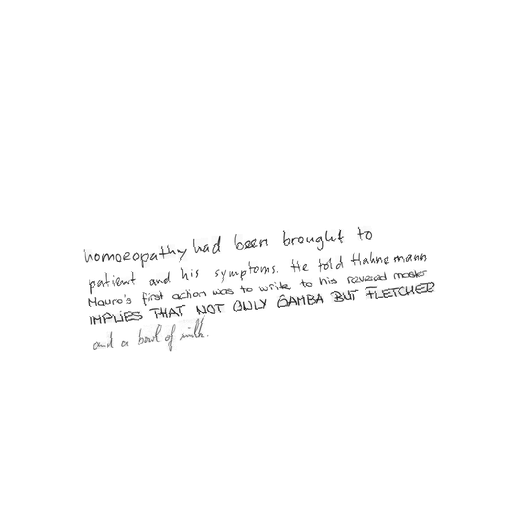 homoeopathy had been brought to
patient and his symptoms. He told Hahnemann
Mauro's first action was to write to his revered master
IMPLIES THAT NOT ONLY GAMBA BUT FLETCHER
and a bowl of milk.